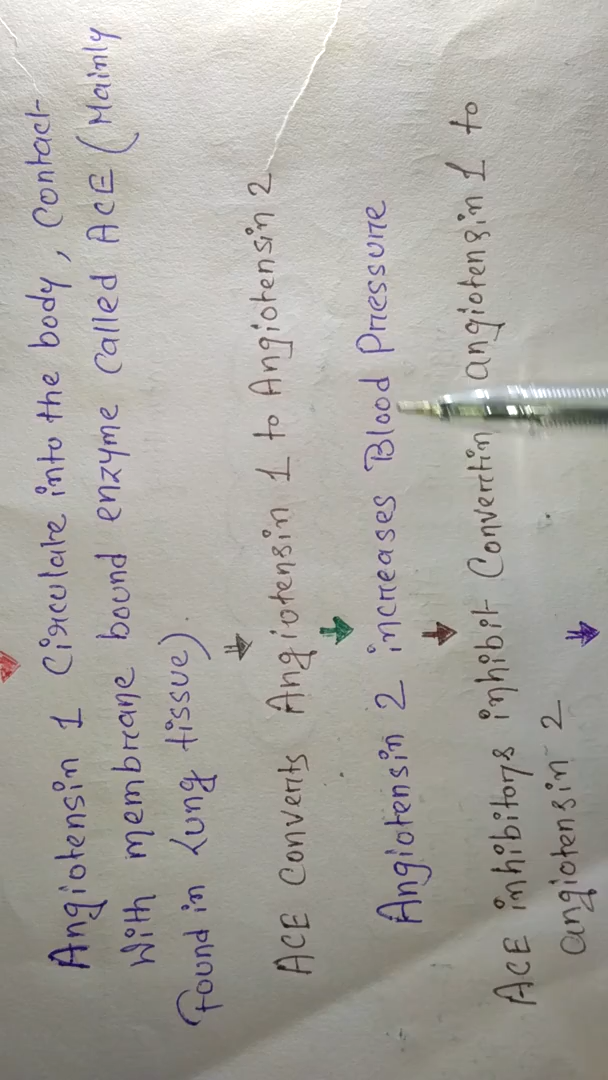 Angiotensin 1 Circulate into the body, Contact-
With membrane bound enzyme Called ACE (Mainly
Found in Lung tissue).
ACE Converts Angiotensin 1 to Angiotensin 2
Angiotensin 2 increases Blood Pressure
ACE inhibitors inhibit Convertin angiotensin 1 to
angiotensin 2